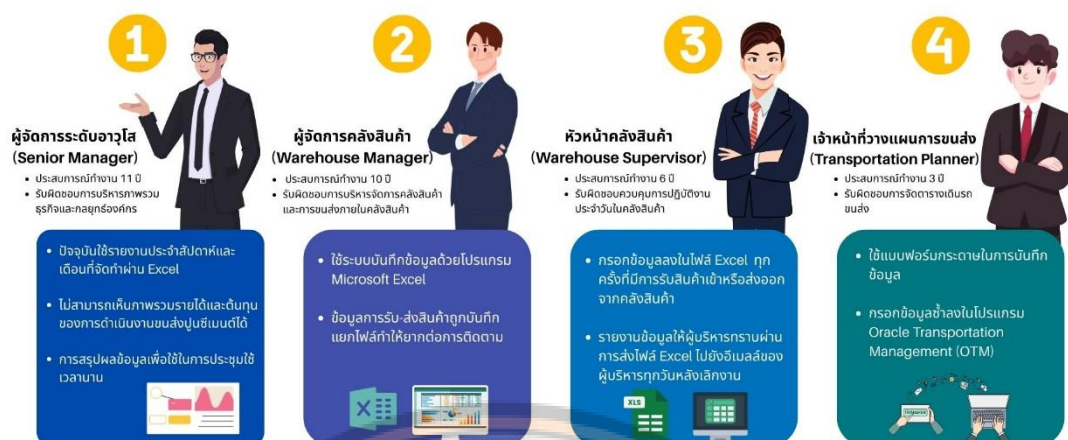 1
ผู้จัดการระดับอาวุโส
(Senior Manager)
• ประสบการณ์ทำงาน 11 ปี
• รับผิดชอบการบริหารภาพรวม
ธุรกิจและกลยุทธ์องค์กร
• ปัจจุบันใช้รายงานประจำสัปดาห์และ
เดือนที่จัดทำผ่าน Excel
• ไม่สามารถเห็นภาพรวมรายได้และต้นทุน
ของการดำเนินงานขนส่งปูนซีเมนต์ได้
• การสรุปผลข้อมูลเพื่อใช้ในการประชุมใช้
เวลานาน
2
ผู้จัดการคลังสินค้า
(Warehouse Manager)
• ประสบการณ์ทำงาน 10 ปี
• รับผิดชอบการบริหารจัดการคลังสินค้า
และการขนส่งภายในคลังสินค้า
• ใช้ระบบบันทึกข้อมูลด้วยโปรแกรม
Microsoft Excel
• ข้อมูลการรับ-ส่งสินค้าถูกบันทึก
แยกไฟล์ทำให้ยากต่อการติดตาม
X
3
หัวหน้าคลังสินค้า
(Warehouse Supervisor)
• ประสบการณ์ทำงาน 6 ปี
• รับผิดชอบควบคุมการปฏิบัติงาน
ประจำวันในคลังสินค้า
• กรอกข้อมูลลงในไฟล์ Excel ทุก
ครั้งที่มีการรับสินค้าเข้าหรือส่งออก
จากคลังสินค้า
• รายงานข้อมูลให้ผู้บริหารทราบผ่าน
การส่งไฟล์ Excel ไปยังอีเมลล์ของ
ผู้บริหารทุกวันหลังเลิกงาน
XLS
4
เจ้าหน้าที่วางแผนการขนส่ง
(Transportation Planner)
• ประสบการณ์ทำงาน 3 ปี
• รับผิดชอบการจัดตารางเดินรถ
ขนส่ง
• ใช้แบบฟอร์มกระดาษในการบันทึก
ข้อมูล
• กรอกข้อมูลซ้ำลงในโปรแกรม
Oracle Transportation
Management (OTM)
TRANSFER